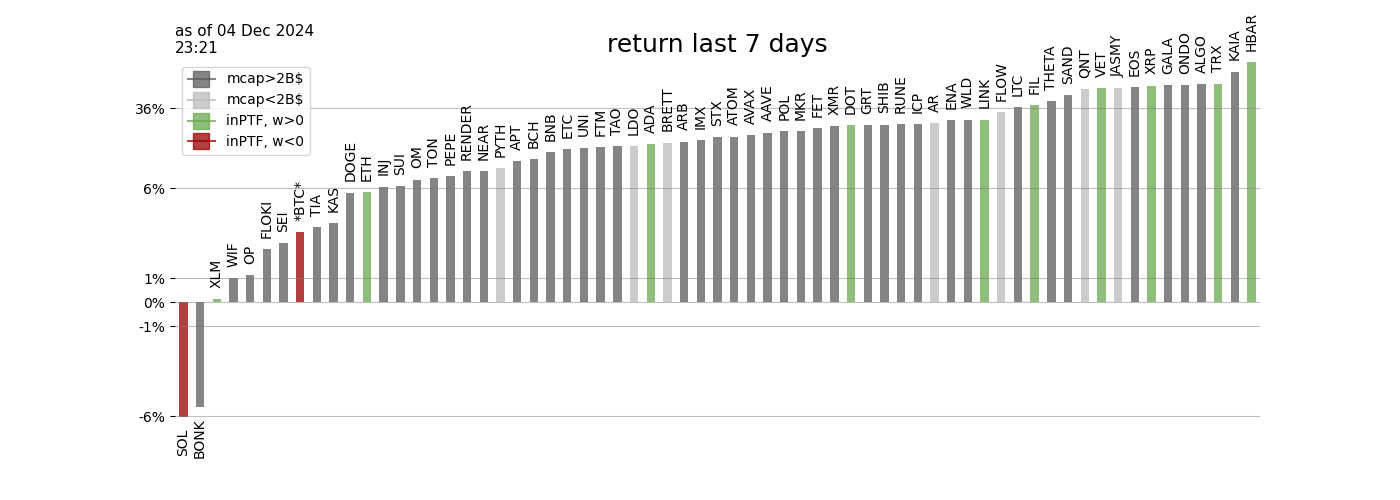 as of 04 Dec 2024
23:21
return last 7 days
mcap>2B$
mcap<2B$
inPTF, w>0
inPTF, w<0
36%
6%
1%
0%
-1%
-6%
SOL
BONK
XLM
WIF
OP
FLOKI
SEI
*BTC*
TIA
KAS
DOGE
ETH
INJ
SUI
OM
TON
PEPE
RENDER
NEAR
PYTH
APT
BCH
BNB
ETC
UNI
FTM
TAO
LDO
ADA
BRETT
ARB
IMX
STX
ATOM
AVAX
AAVE
POL
MKR
FET
XMR
DOT
GRT
SHIB
RUNE
ICP
AR
ENA
WLD
LINK
FLOW
LTC
FIL
THETA
SAND
QNT
VET
JASMY
EOS
XRP
GALA
ONDO
ALGO
TRX
KAIA
HBAR